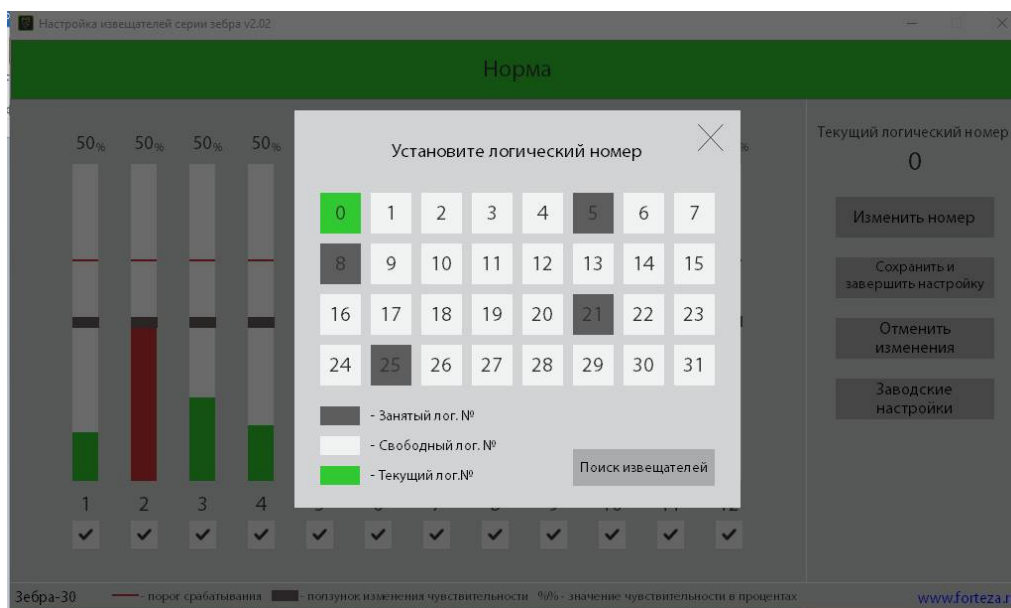 Настройка извещателей серии зебра v2.02
Норма
50% 50% 50% 50% %
Текущий логический номер
0
Изменить номер
Сохранить и
завершить настройку
Отменить
изменения
Заводские
настройки
Установите логический номер
0 1 2 3 4 5 6 7
8 9 10 11 12 13 14 15
16 17 18 19 20 21 22 23
24 25 26 27 28 29 30 31
- Занятый лог. №
- Свободный лог. №
- Текущий лог.№
Поиск извещателей
1 2 3 4
Зебра-30 - порог срабатывания - ползунок изменения чувствительности %% - значение чувствительности в процентах www.forteza.r